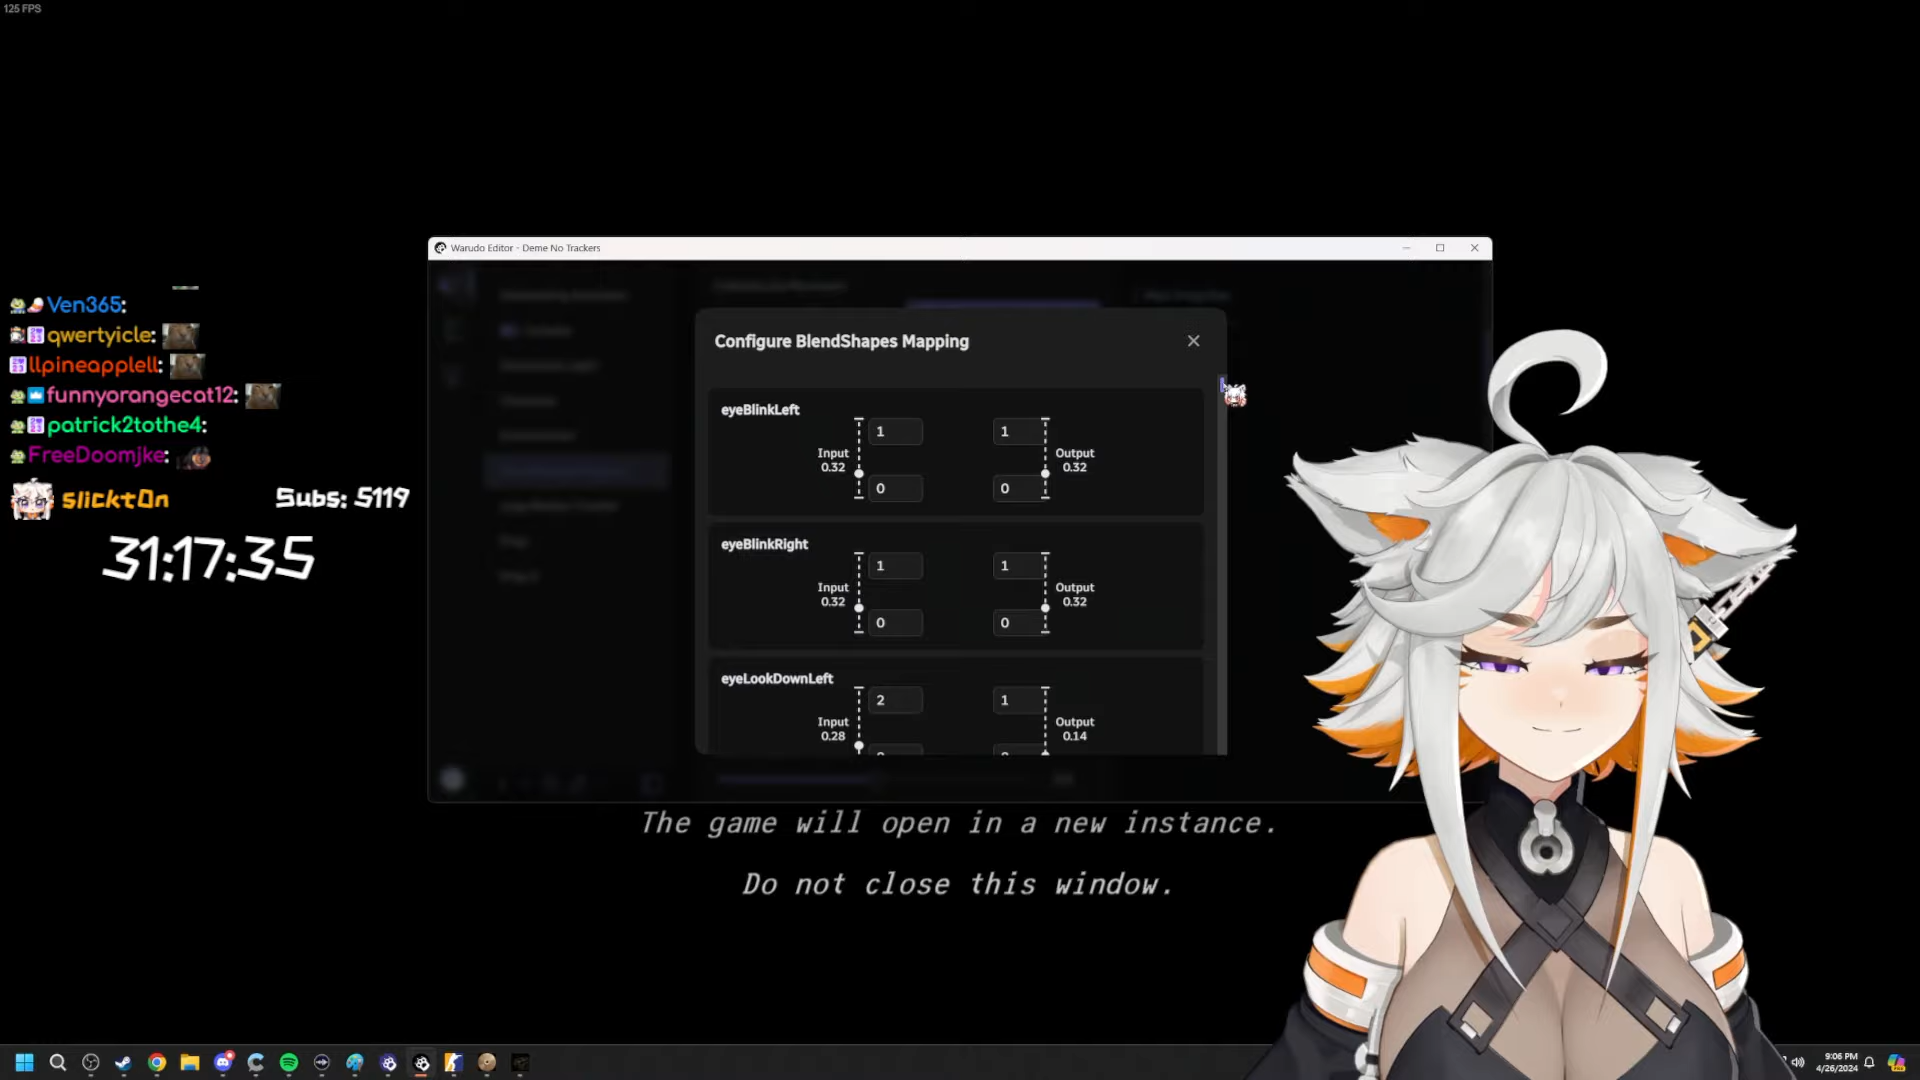 125 FPS
Warudo Editor - Deme No Trackers
Configure BlendShapes Mapping
eyeBlinkLeft
1 1
Input Output
0.32 0.32
0 0
eyeBlinkRight
1 1
Input Output
0.32 0.32
0 0
eyeLookDownLeft
2 1
Input Output
0.28 0.14
Ven365:
qwertyicle:
llpineapplell:
funnyorangecat12:
patrick2tothe4:
FreeDoomjke:
slickt0n Subs: 5119
31:17:35
The game will open in a new instance.
Do not close this window.
9:06 PM
4/26/2024